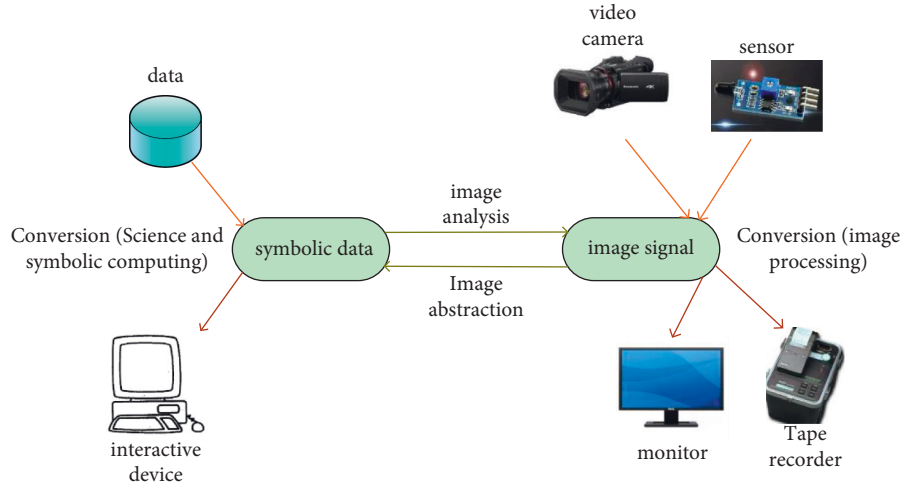 video
camera
sensor
data
image
analysis
Conversion (Science and
symbolic computing)
symbolic data
image signal
Conversion (image
processing)
Image
abstraction
interactive
device
monitor
Tape
recorder